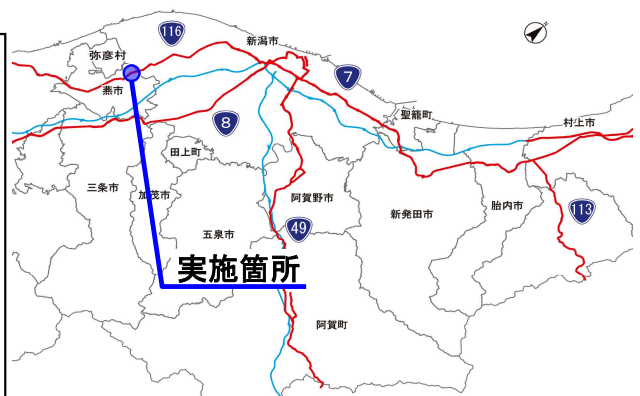 116
新潟市
弥彦村
7
燕市
聖籠町
8
村上市
田上町
三条市
加茂市
阿賀野市
新発田市
胎内市
113
五泉市
49
実施箇所
阿賀町